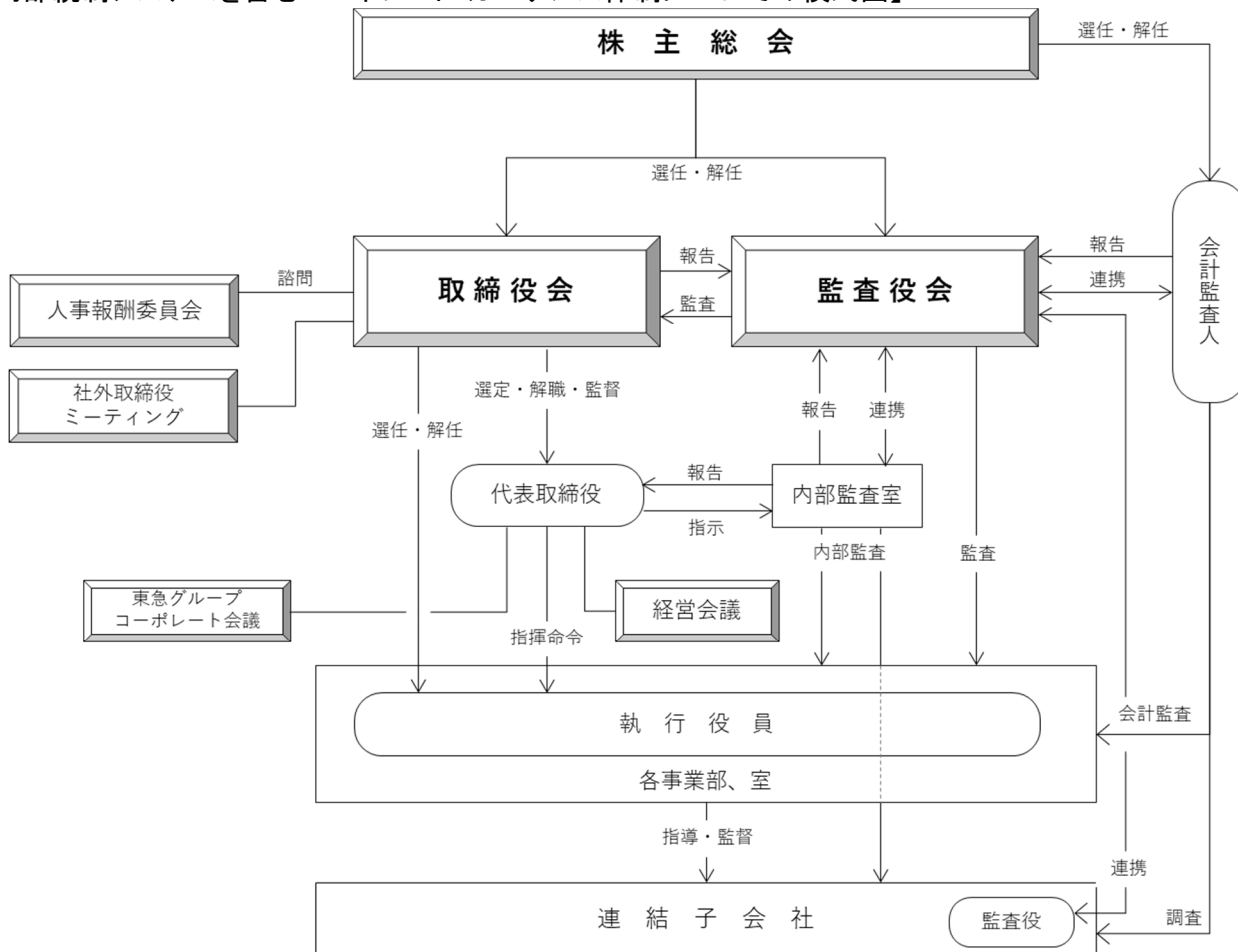 株主総会
選任・解任
選任・解任
取締役会
報告
監査
監査役会
報告
連携
会計監査人
諮問
人事報酬委員会
社外取締役
ミーティング
選任・解任
選定・解職・監督
報告
連携
代表取締役
報告
指示
内部監査室
内部監査
監査
東急グループ
コーポレート会議
経営会議
指揮命令
執行役員
各事業部、室
会計監査
指導・監督
連携
連結子会社
監査役
調査